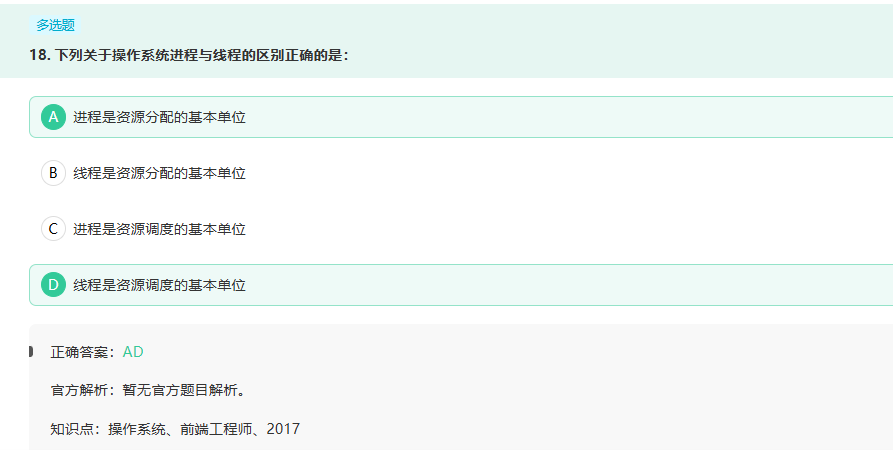 多选题
18. 下列关于操作系统进程与线程的区别正确的是：
A 进程是资源分配的基本单位
B 线程是资源分配的基本单位
C 进程是资源调度的基本单位
D 线程是资源调度的基本单位
正确答案：AD
官方解析：暂无官方题目解析。
知识点：操作系统、前端工程师、2017